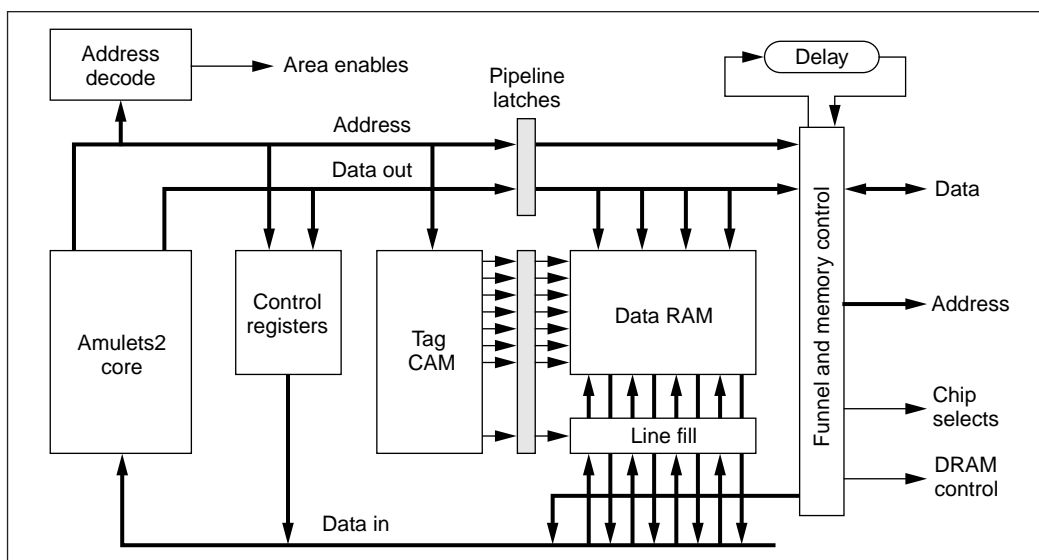 Address
decode
Area enables
Pipeline
latches
Delay
Address
Data out
Data
Amulets2
core
Control
registers
Tag
CAM
Data RAM
Funnel and memory control
Address
Chip
selects
Line fill
DRAM
control
Data in